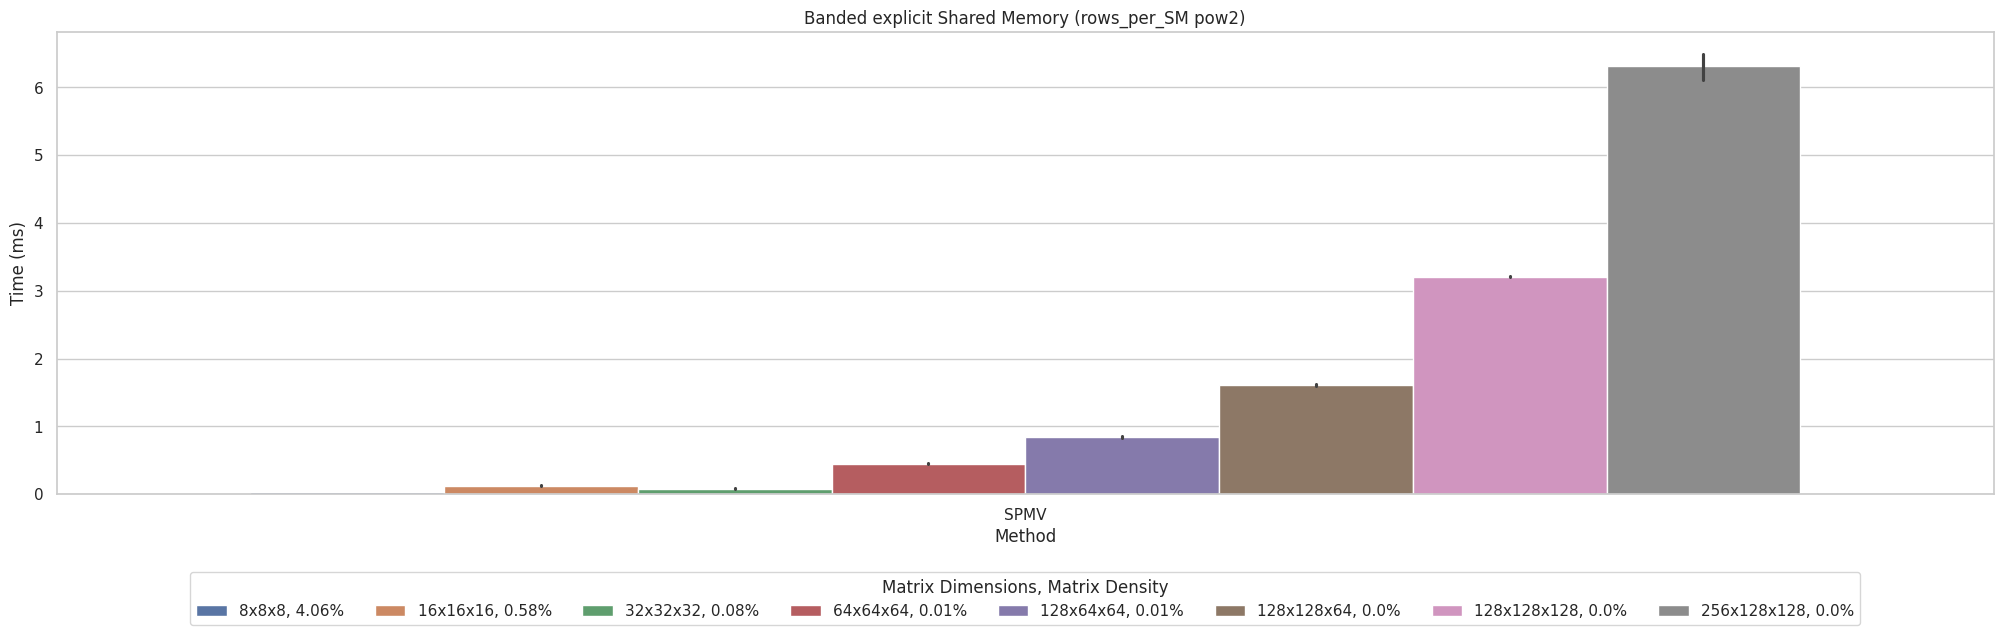 Banded explicit Shared Memory (rows_per_SM pow2)
Time (ms)
6
5
4
3
2
1
0
SPMV
Method
Matrix Dimensions, Matrix Density
8x8x8, 4.06% 16x16x16, 0.58% 32x32x32, 0.08% 64x64x64, 0.01% 128x64x64, 0.01% 128x128x64, 0.0% 128x128x128, 0.0% 256x128x128, 0.0%